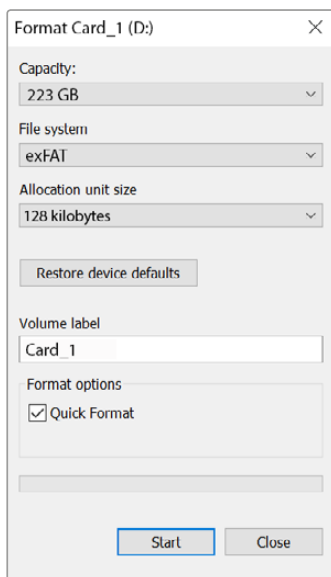 Format Card_1 (D:)
Capacity:
223 GB
File system
exFAT
Allocation unit size
128 kilobytes
Restore device defaults
Volume label
Card_1
Format options
Quick Format
Start Close